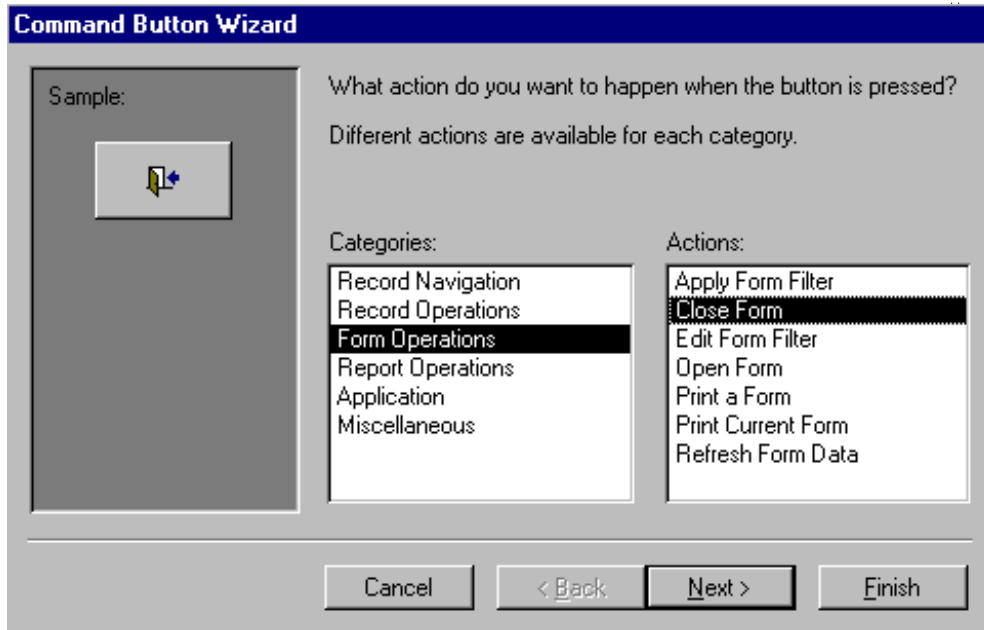 Command Button Wizard
Sample:
What action do you want to happen when the button is pressed?
Different actions are available for each category.
Categories:
Record Navigation
Record Operations
Form Operations
Report Operations
Application
Miscellaneous
Actions:
Apply Form Filter
Close Form
Edit Form Filter
Open Form
Print a Form
Print Current Form
Refresh Form Data
Cancel
< Back
Next >
Finish